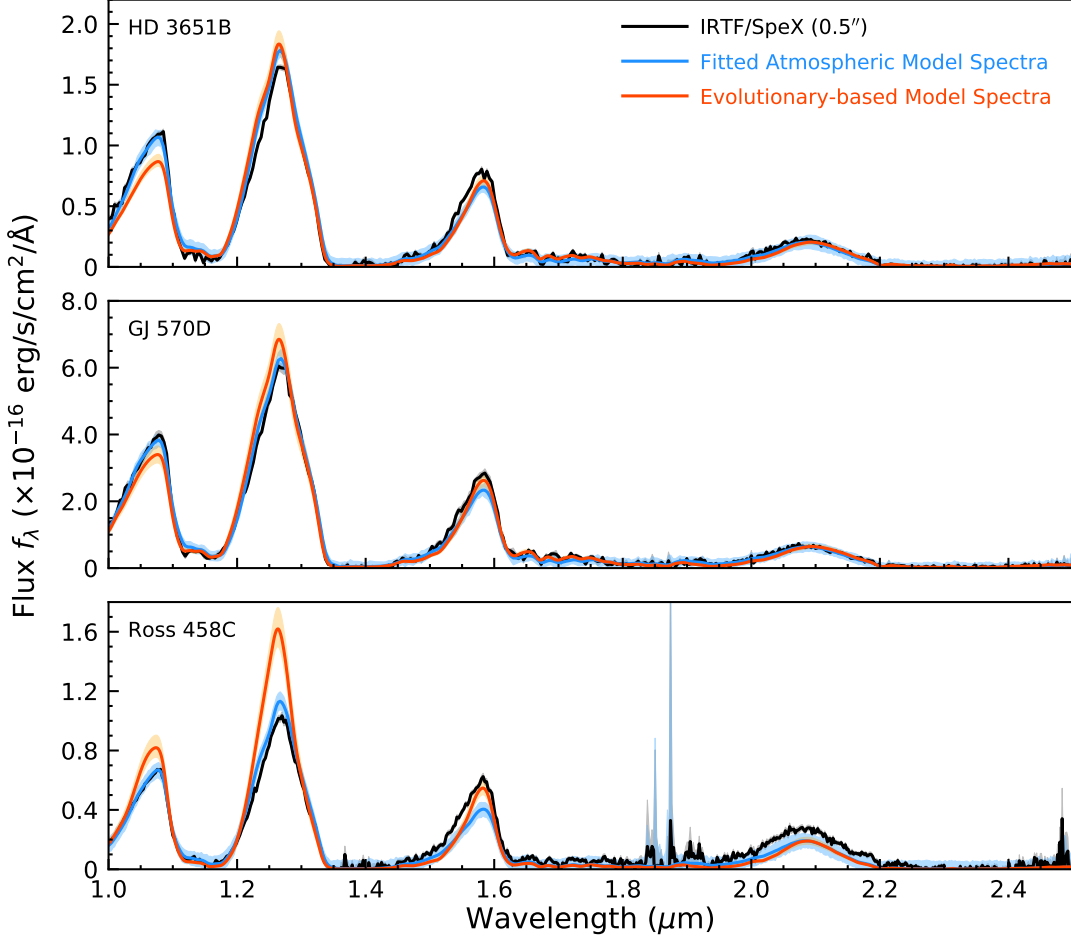 HD 3651B
IRTF/SpeX (0.5″)
Fitted Atmospheric Model Spectra
Evolutionary-based Model Spectra
2.0
1.5
1.0
0.5
0
GJ 570D
8.0
6.0
4.0
2.0
0
Flux fλ (×10⁻¹⁶ erg/s/cm²/Å)
Ross 458C
1.6
1.2
0.8
0.4
0
1.0 1.2 1.4 1.6 1.8 2.0 2.2 2.4
Wavelength (μm)